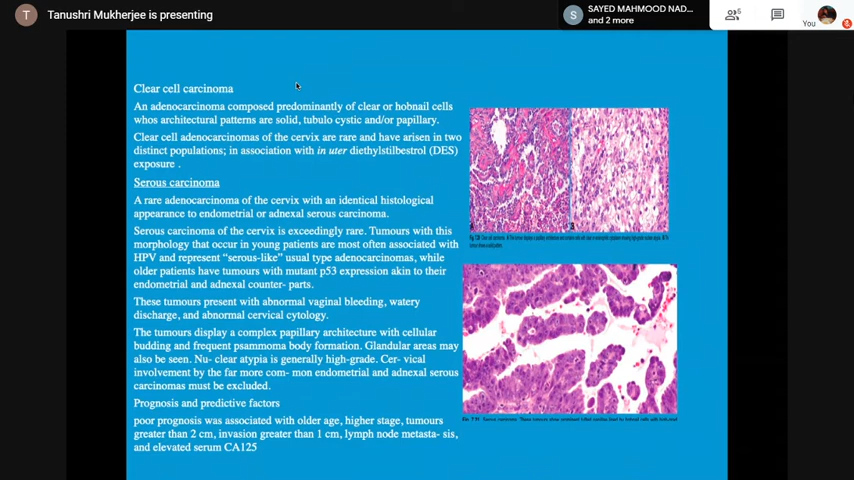 T
Tanushri Mukherjee is presenting
S
SAYED MAHMOOD NAD...
and 2 more
6
You
Clear cell carcinoma
An adenocarcinoma composed predominantly of clear or hobnail cells
whos architectural patterns are solid, tubulo cystic and/or papillary.
Clear cell adenocarcinomas of the cervix are rare and have arisen in two
distinct populations; in association with in uter diethylstilbestrol (DES)
exposure .
Serous carcinoma
A rare adenocarcinoma of the cervix with an identical histological
appearance to endometrial or adnexal serous carcinoma.
Serous carcinoma of the cervix is exceedingly rare. Tumours with this
morphology that occur in young patients are most often associated with
HPV and represent “serous-like” usual type adenocarcinomas, while
older patients have tumours with mutant p53 expression akin to their
endometrial and adnexal counter- parts.
These tumours present with abnormal vaginal bleeding, watery
discharge, and abnormal cervical cytology.
The tumours display a complex papillary architecture with cellular
budding and frequent psammoma body formation. Glandular areas may
also be seen. Nu- clear atypia is generally high-grade. Cer- vical
involvement by the far more com- mon endometrial and adnexal serous
carcinomas must be excluded.
Prognosis and predictive factors
poor prognosis was associated with older age, higher stage, tumours
greater than 2 cm, invasion greater than 1 cm, lymph node metasta- sis,
and elevated serum CA125